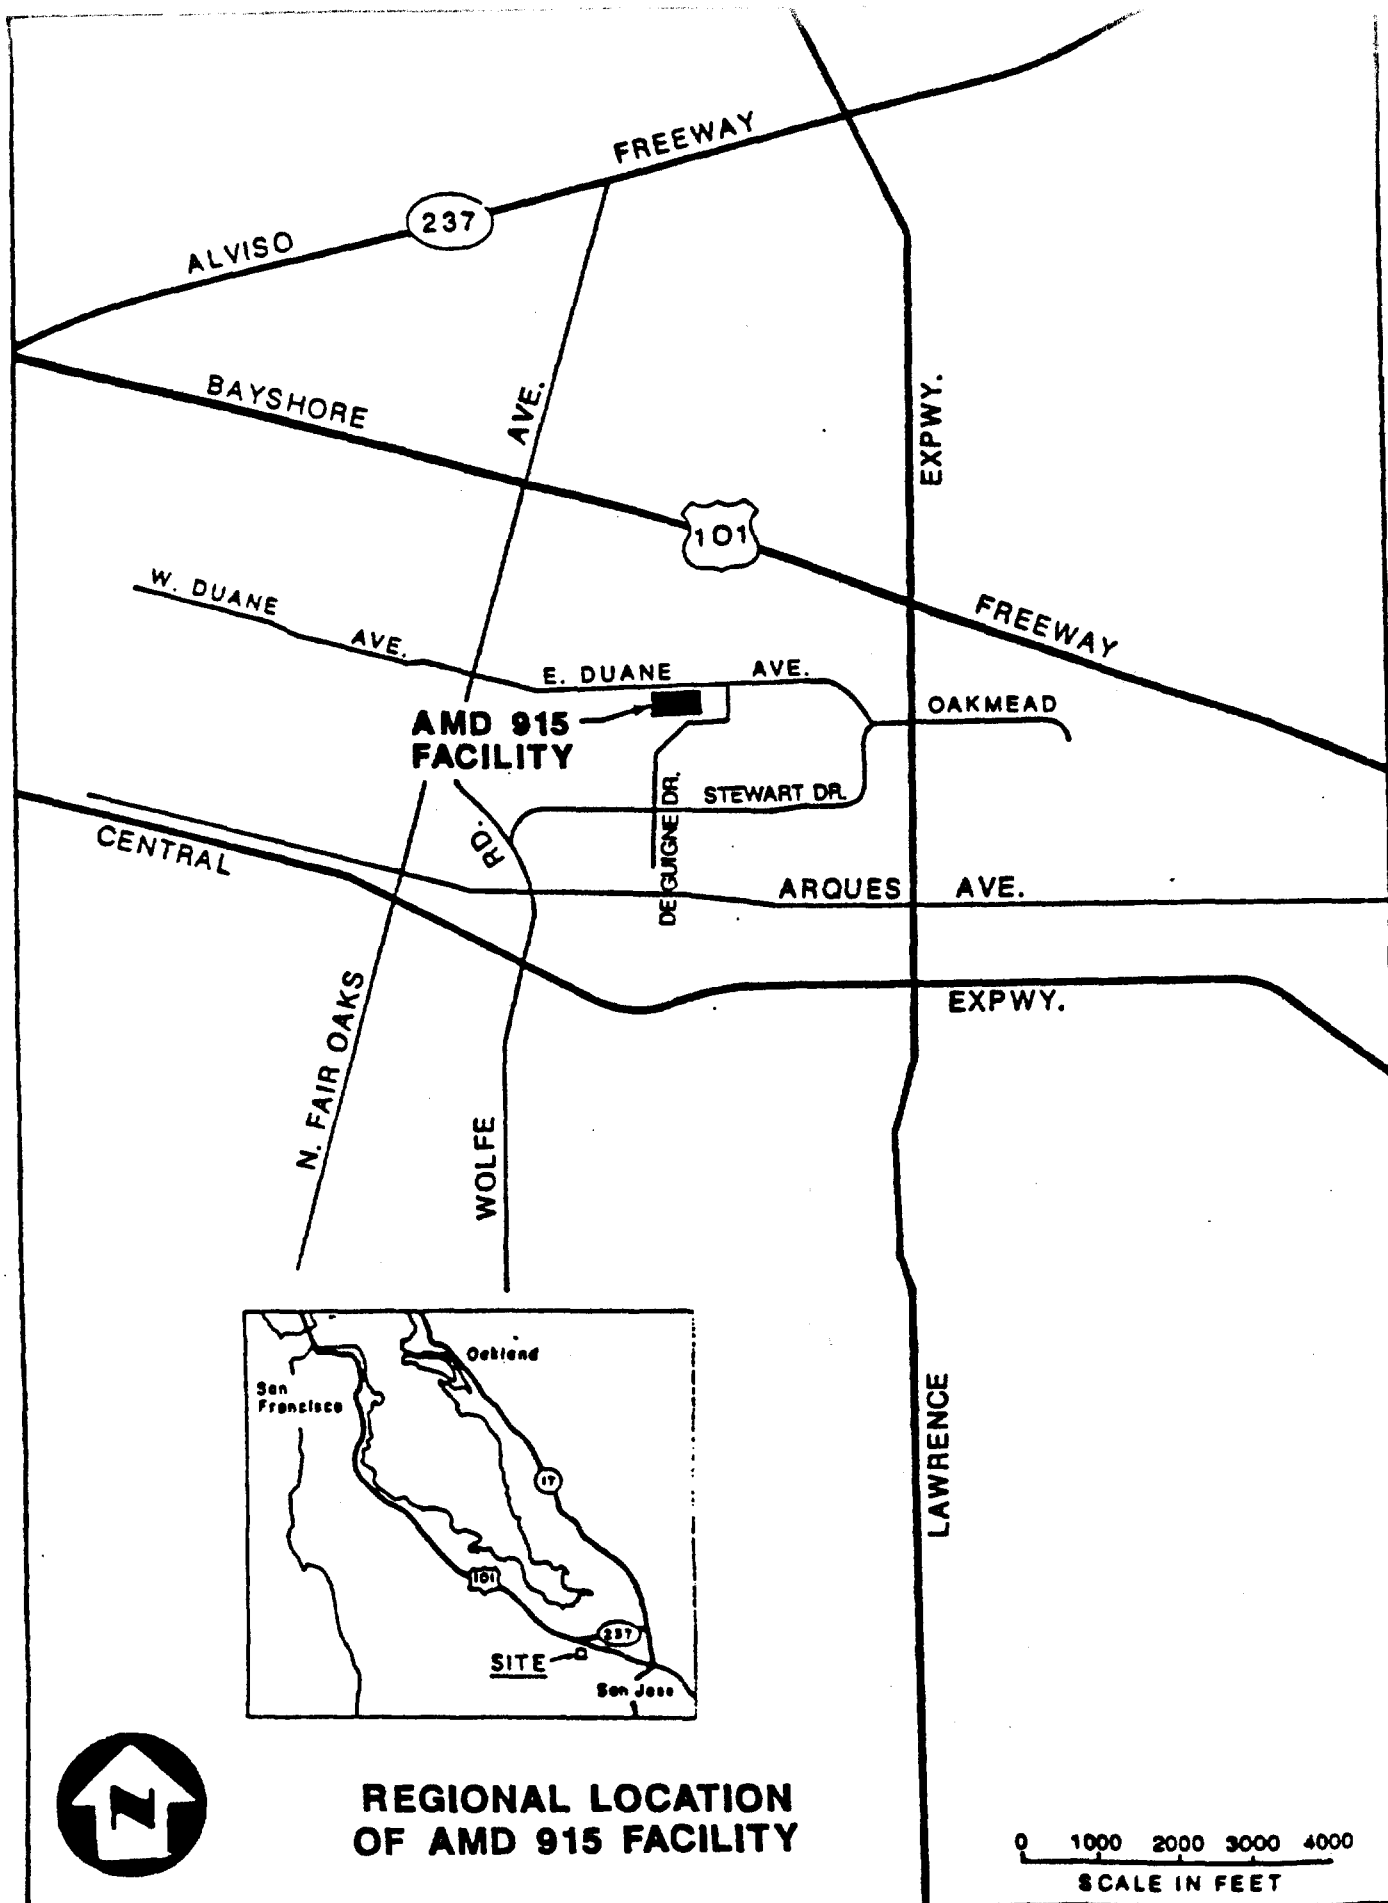 FREEWAY
237
ALVISO
BAYSHORE
AVE.
EXPWY.
101
FREEWAY
W. DUANE
AVE.
E. DUANE
AVE.
OAKMEAD
AMD 915
FACILITY
DE GUIGNE DR.
STEWART DR.
RD.
CENTRAL
ARQUES
AVE.
EXPWY.
N. FAIR OAKS
WOLFE
LAWRENCE
Oakland
San
Francisco
17
101
237
SITE
San Jose
N
REGIONAL LOCATION
OF AMD 915 FACILITY
0 1000 2000 3000 4000
SCALE IN FEET